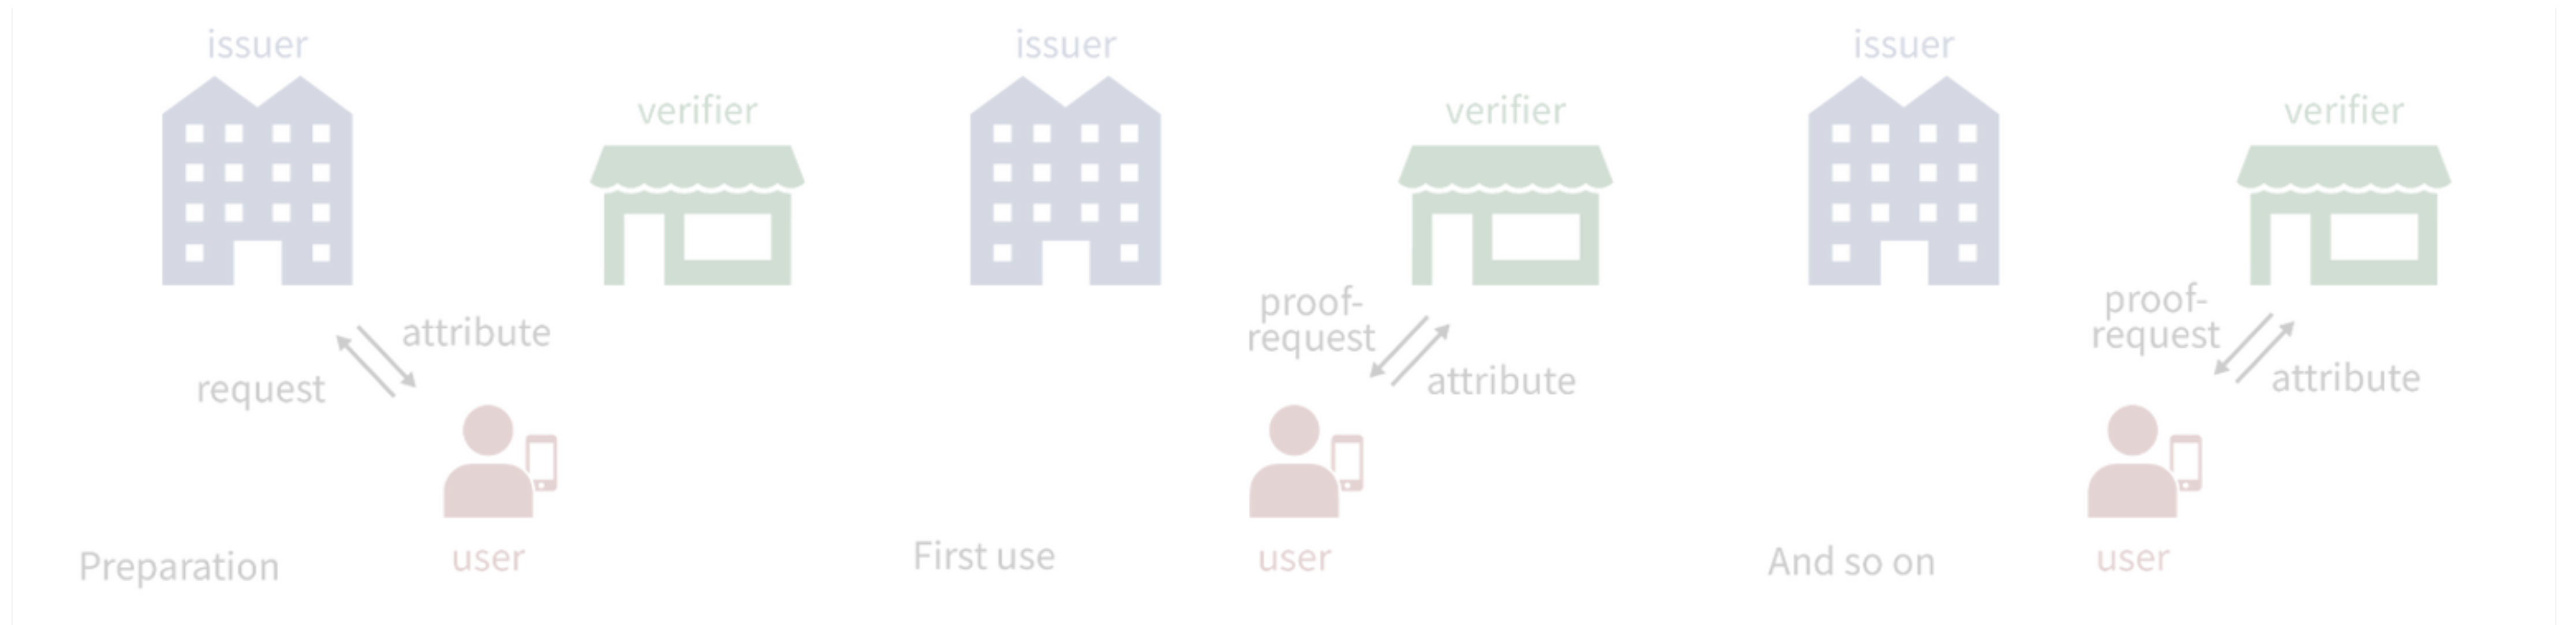 issuer
verifier
attribute
request
user
Preparation
issuer
verifier
proof-
request
attribute
user
First use
issuer
verifier
proof-
request
attribute
user
And so on